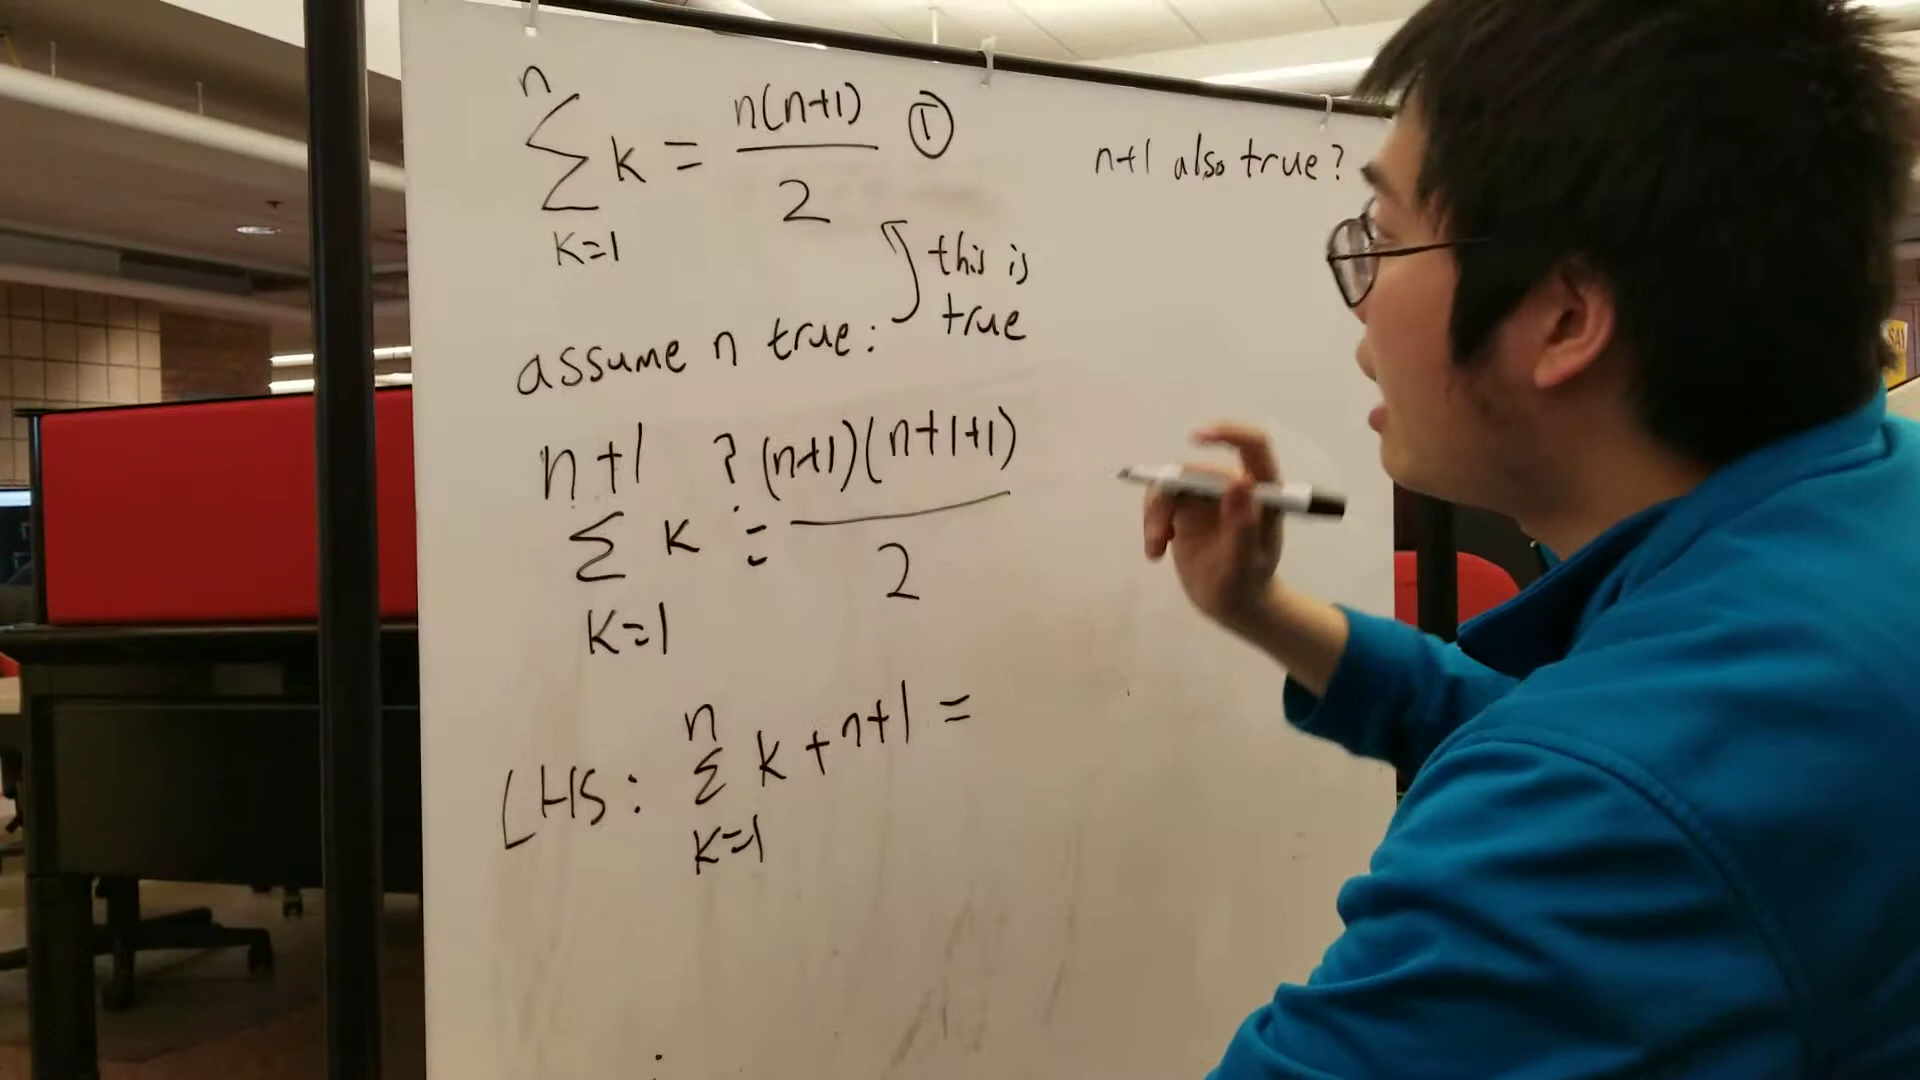 n
∑ k = n(n+1) / 2 ①
k=1
n+1 also true?
this is
true
assume n true:
n+1
∑ k ≟ (n+1)(n+1+1) / 2
k=1
LHS: n
∑ k + n+1 =
k=1